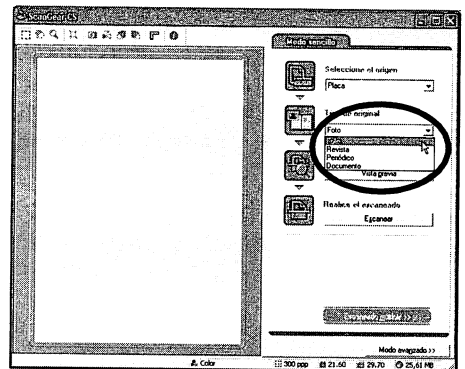 ScanGear CS
Modo sencillo
Seleccione el origen
Placa
Tipo de original
Foto
Foto
Revista
Periódico
Documento
Vista previa
Realice el escaneado
Escanear
Modo avanzado >>
Color
300 ppp 21.60 29.70 25,61 MB